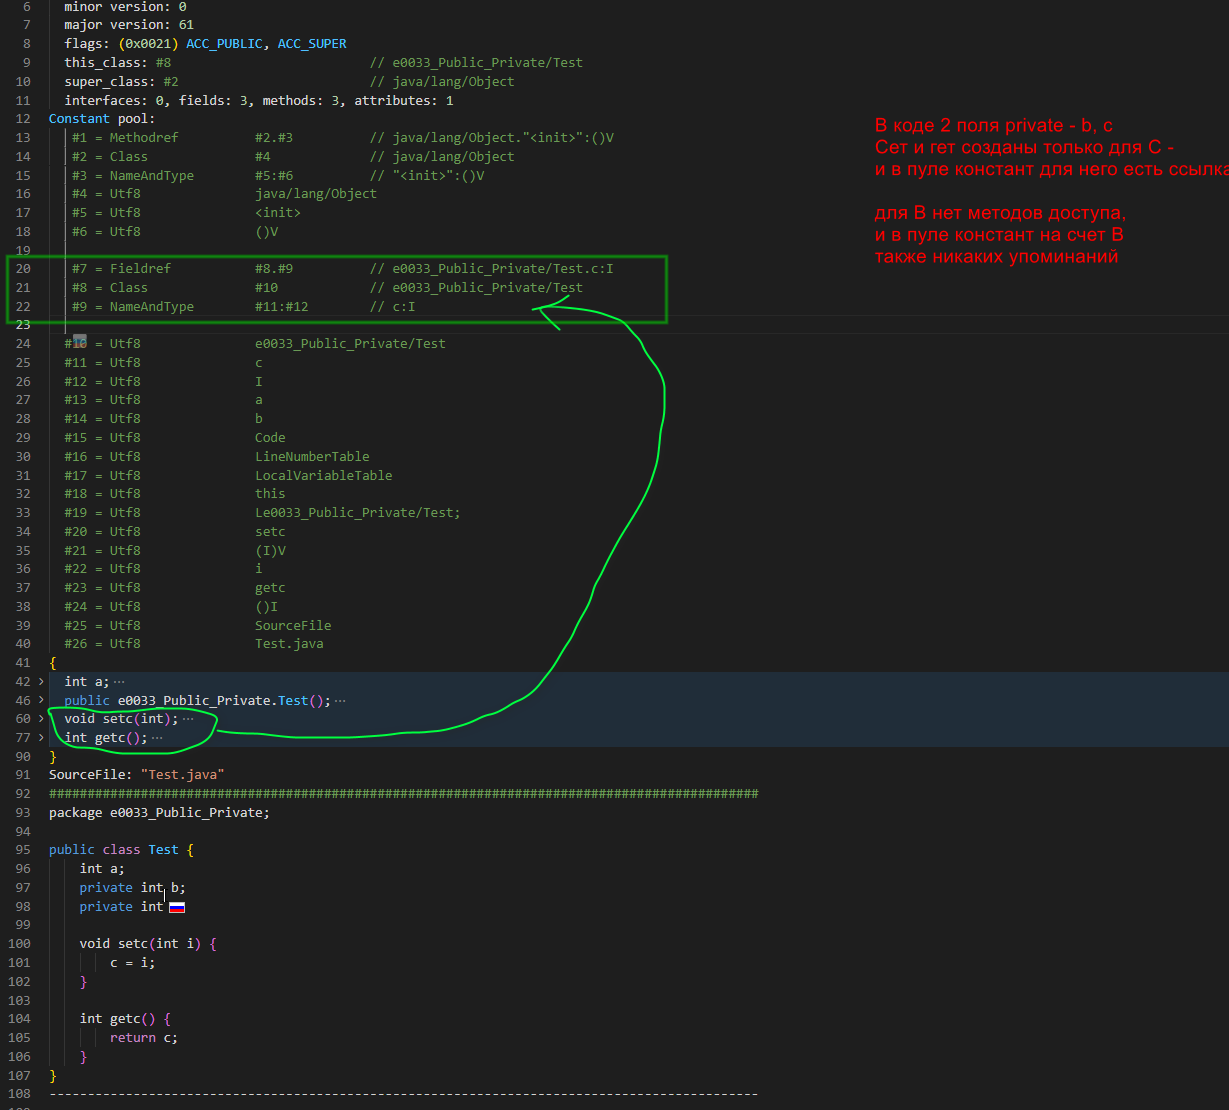 6 minor version: 0
7 major version: 61
8 flags: (0x0021) ACC_PUBLIC, ACC_SUPER
9 this_class: #8 // e0033_Public_Private/Test
10 super_class: #2 // java/lang/Object
11 interfaces: 0, fields: 3, methods: 3, attributes: 1
12 Constant pool:
13 #1 = Methodref #2.#3 // java/lang/Object."<init>":()V
14 #2 = Class #4 // java/lang/Object
15 #3 = NameAndType #5:#6 // "<init>":()V
16 #4 = Utf8 java/lang/Object
17 #5 = Utf8 <init>
18 #6 = Utf8 ()V
19
20 #7 = Fieldref #8.#9 // e0033_Public_Private/Test.c:I
21 #8 = Class #10 // e0033_Public_Private/Test
22 #9 = NameAndType #11:#12 // c:I
23
24 #10 = Utf8 e0033_Public_Private/Test
25 #11 = Utf8 c
26 #12 = Utf8 I
27 #13 = Utf8 a
28 #14 = Utf8 b
29 #15 = Utf8 Code
30 #16 = Utf8 LineNumberTable
31 #17 = Utf8 LocalVariableTable
32 #18 = Utf8 this
33 #19 = Utf8 Le0033_Public_Private/Test;
34 #20 = Utf8 setc
35 #21 = Utf8 (I)V
36 #22 = Utf8 i
37 #23 = Utf8 getc
38 #24 = Utf8 ()I
39 #25 = Utf8 SourceFile
40 #26 = Utf8 Test.java
41 {
42 int a; ···
46 public e0033_Public_Private.Test(); ···
60 void setc(int); ···
77 int getc(); ···
90 }
91 SourceFile: "Test.java"
92 #############################################################################################
93 package e0033_Public_Private;
94
95 public class Test {
96 int a;
97 private int b;
98 private int
99
100 void setc(int i) {
101 c = i;
102 }
103
104 int getc() {
105 return c;
106 }
107 }
108 ---------------------------------------------------------------------------------------------
В коде 2 поля private - b, c
Сет и гет созданы только для С -
и в пуле констант для него есть ссылка
для В нет методов доступа,
и в пуле констант на счет В
также никаких упоминаний